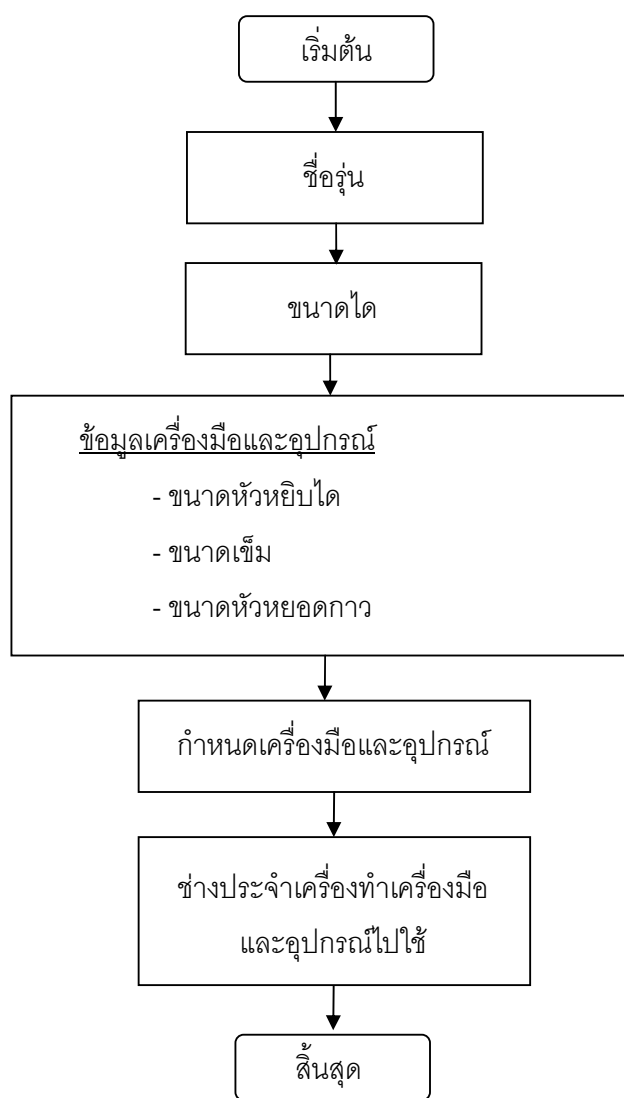 เริ่มต้น
ชื่อรุ่น
ขนาดได
ข้อมูลเครื่องมือและอุปกรณ์
- ขนาดหัวหยิบได
- ขนาดเข็ม
- ขนาดหัวหยอดกาว
กำหนดเครื่องมือและอุปกรณ์
ช่างประจำเครื่องทำเครื่องมือ
และอุปกรณ์ไปใช้
สิ้นสุด